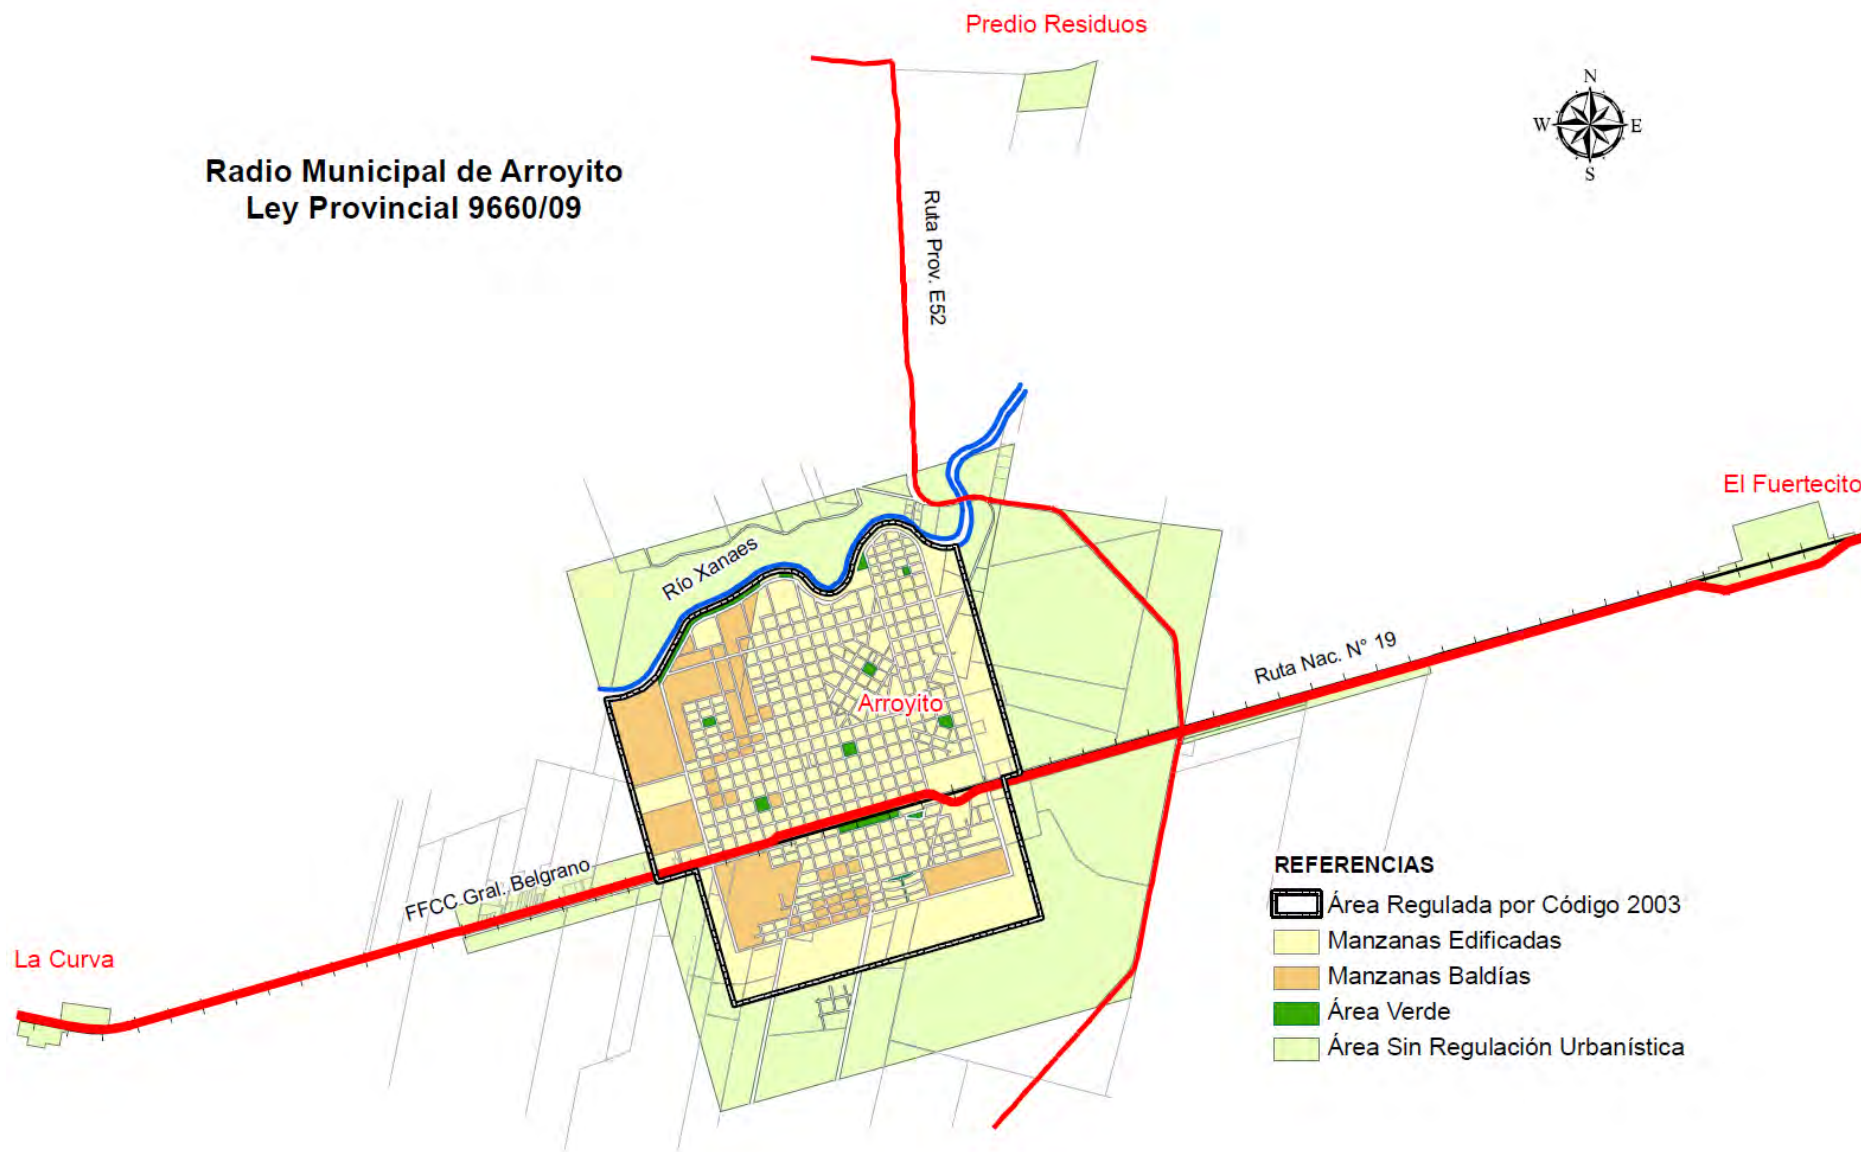 Predio Residuos
N
W
E
S
Radio Municipal de Arroyito
Ley Provincial 9660/09
Ruta Prov. E52
El Fuertecito
Río Xanaes
Ruta Nac. N° 19
Arroyito
FFCC Gral. Belgrano
La Curva
REFERENCIAS
Área Regulada por Código 2003
Manzanas Edificadas
Manzanas Baldías
Área Verde
Área Sin Regulación Urbanística